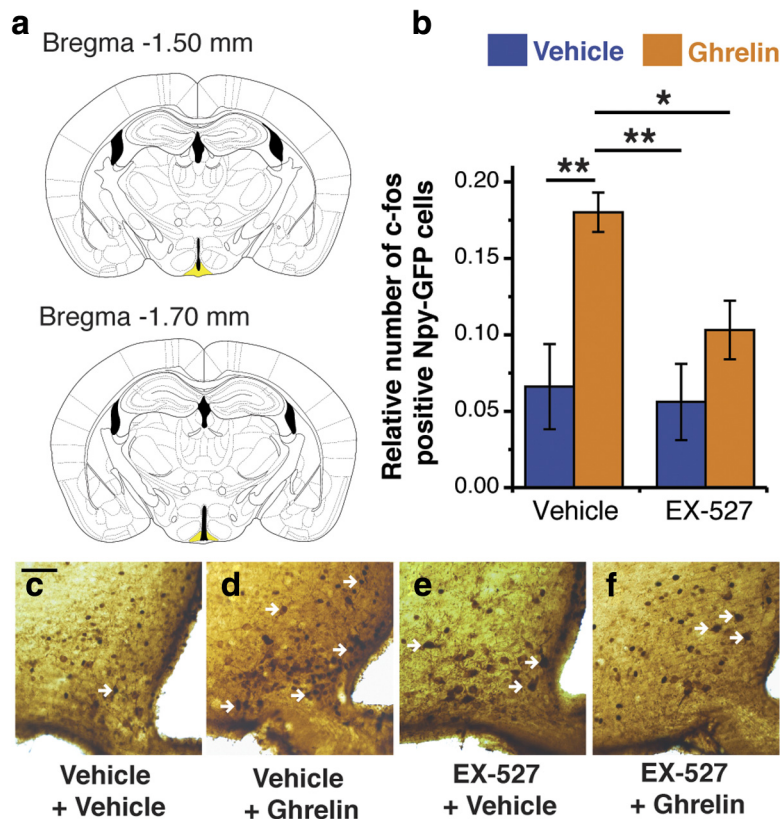 a
Bregma -1.50 mm
Bregma -1.70 mm
b
Vehicle Ghrelin
*
**
**
Relative number of c-fos
positive Npy-GFP cells
0.20
0.15
0.10
0.05
0.00
Vehicle EX-527
c d e f
Vehicle
+ Vehicle
Vehicle
+ Ghrelin
EX-527
+ Vehicle
EX-527
+ Ghrelin